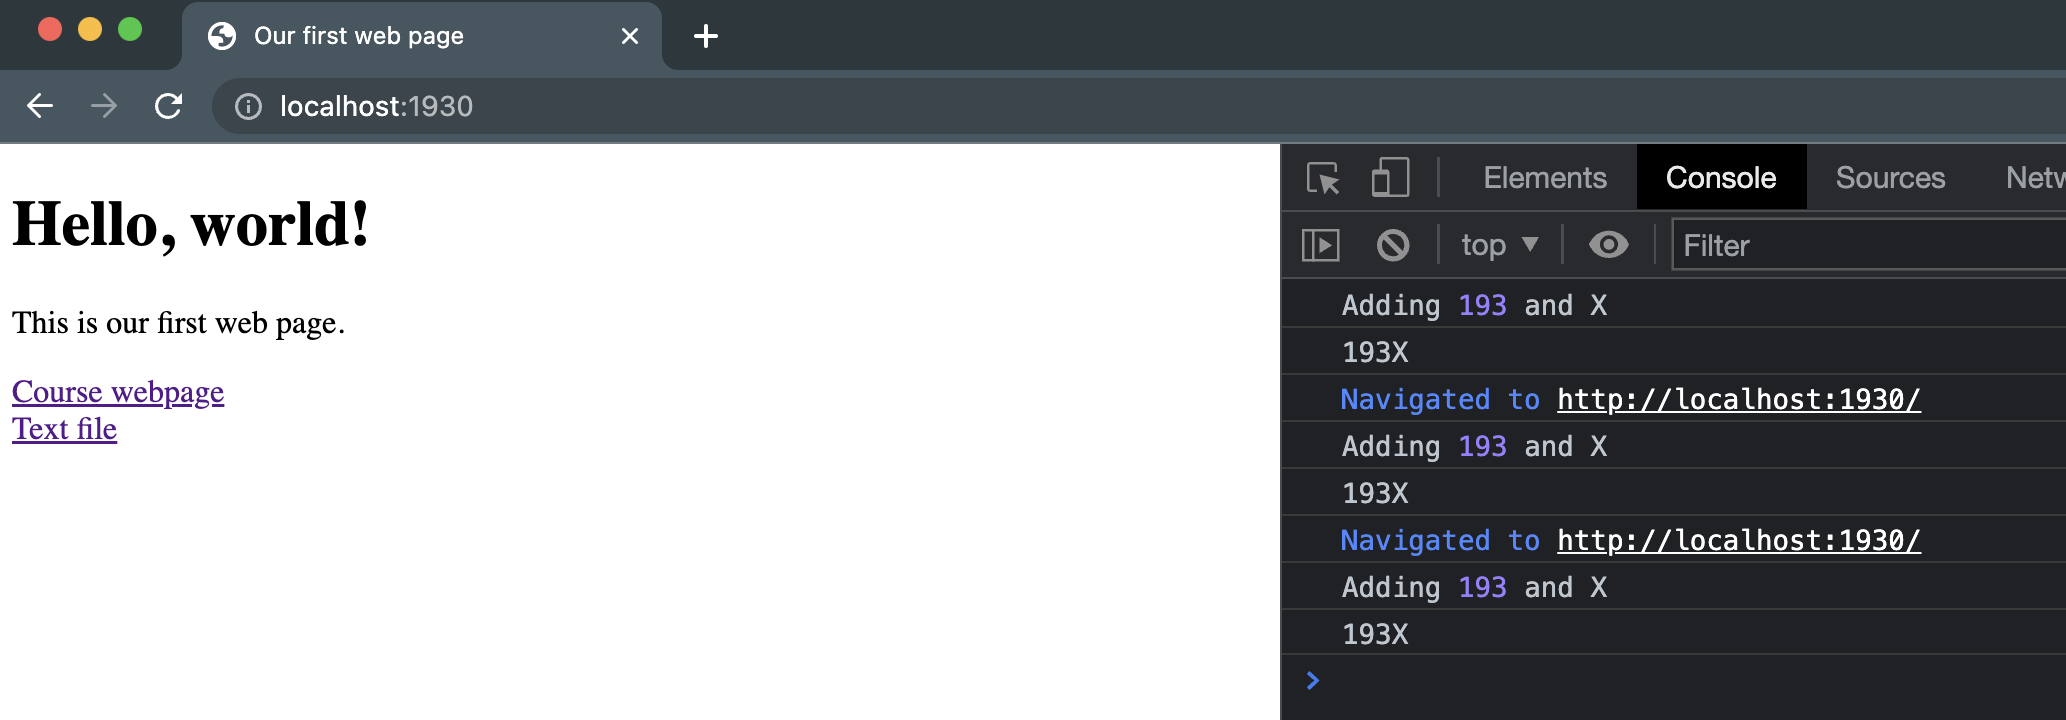 Our first web page
localhost:1930
Hello, world!
This is our first web page.
Course webpage
Text file
Elements Console Sources Netw
top Filter
Adding 193 and X
193X
Navigated to http://localhost:1930/
Adding 193 and X
193X
Navigated to http://localhost:1930/
Adding 193 and X
193X